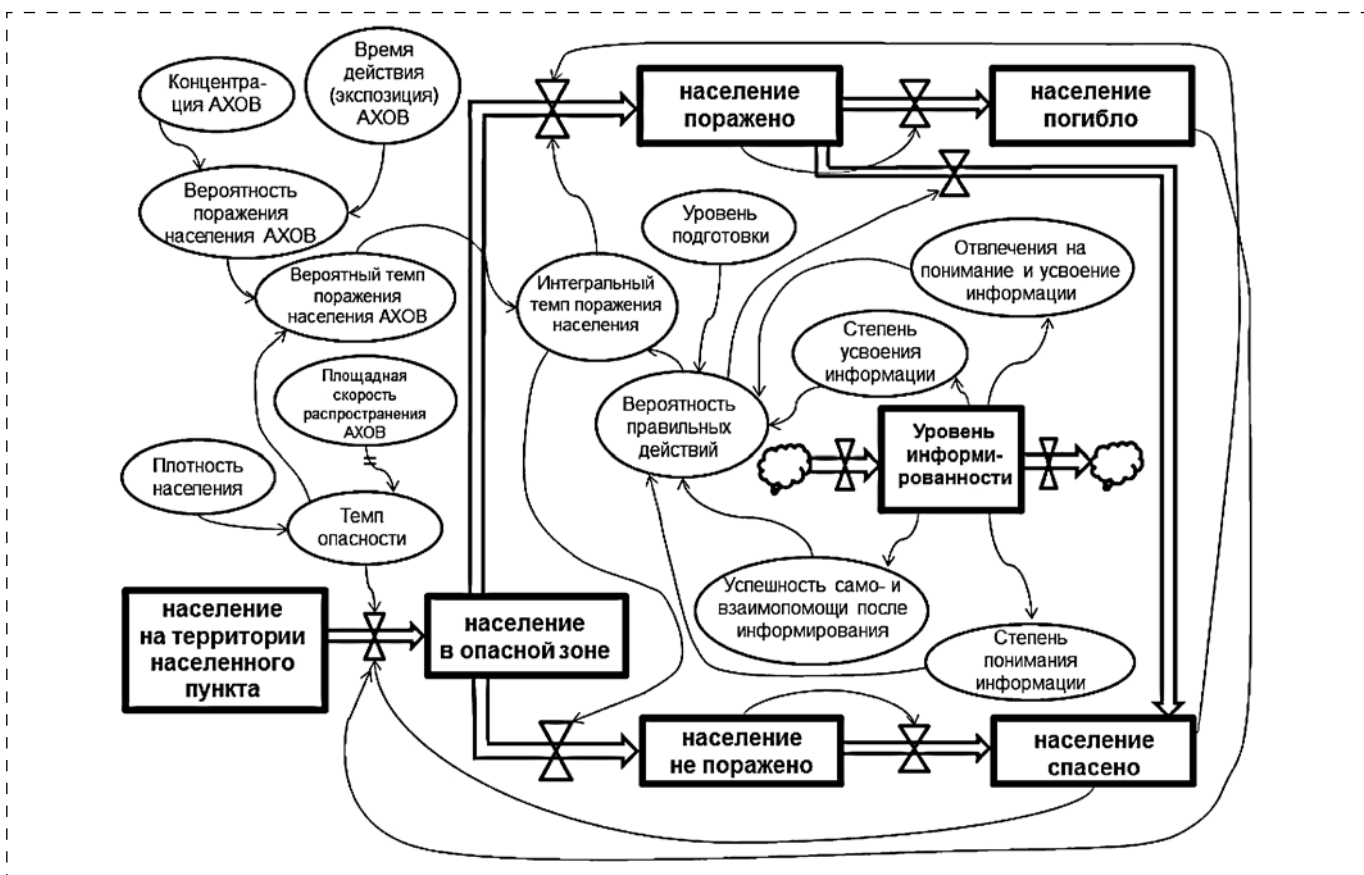 Время
действия
(экспозиция)
АХОВ
Концентра-
ция АХОВ
Вероятность
поражения
населения АХОВ
Вероятный темп
поражения
населения АХОВ
Площадная
скорость
распространения
АХОВ
Плотность
населения
Темп
опасности
население
на территории
населенного
пункта
население
в опасной зоне
население
поражено
население
погибло
Уровень
подготовки
Интегральный
темп поражения
населения
Отвлечения на
понимание и усвоение
информации
Степень
усвоения
информации
Вероятность
правильных
действий
Уровень
информи-
рованности
Успешность само- и
взаимопомощи после
информирования
Степень
понимания
информации
население
не поражено
население
спасено